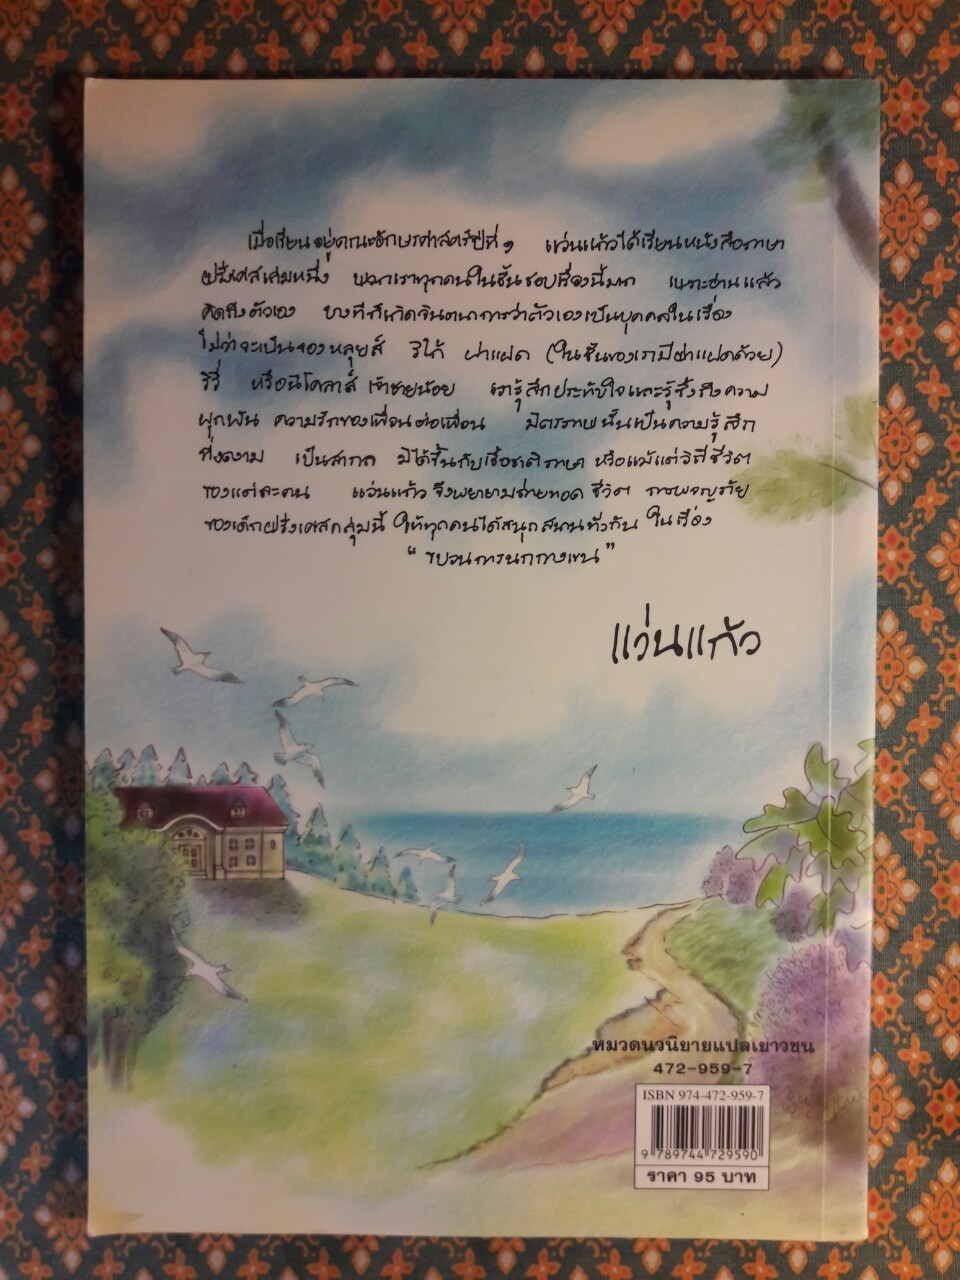 เมื่อเรียนอยู่คณะอักษรศาสตร์ปีที่ ๑ แว่นแก้วได้เรียนหนังสือภาษา
ฝรั่งเศสเล่มหนึ่ง พวกเราทุกคนในชั้นชอบเรื่องนี้มาก เพราะอ่านแล้ว
คิดถึงตัวเอง บางทีก็เกิดจินตนาการว่าตัวเองเป็นบุคคลในเรื่อง
ไม่ว่าจะเป็นจองหลุยส์ ริโก้ ฝาแฝด (ในชั้นของเรามีฝาแฝดด้วย)
ริรี่ หรือนิโคลาส์ เจ้าชายน้อย เรารู้สึกประทับใจและรู้ซึ้งถึงความ
ผูกพัน ความรักของเพื่อนต่อเพื่อน มิตรภาพนั้นเป็นความรู้สึก
ที่งดงาม เป็นสากล มิได้ขึ้นกับเชื้อชาติภาษา หรือแม้แต่วิถีชีวิต
ของแต่ละคน แว่นแก้วจึงพยายามถ่ายทอด ชีวิต การผจญภัย
ของเด็กฝรั่งเศสกลุ่มนี้ ให้ทุกคนได้สนุกสนานทั่วกัน ในเรื่อง
"ขบวนการนกกางเขน"
แว่นแก้ว
หมวดนวนิยายแปลเยาวชน
472-959-7
ISBN 974-472-959-7
9 789744 729590
ราคา 95 บาท